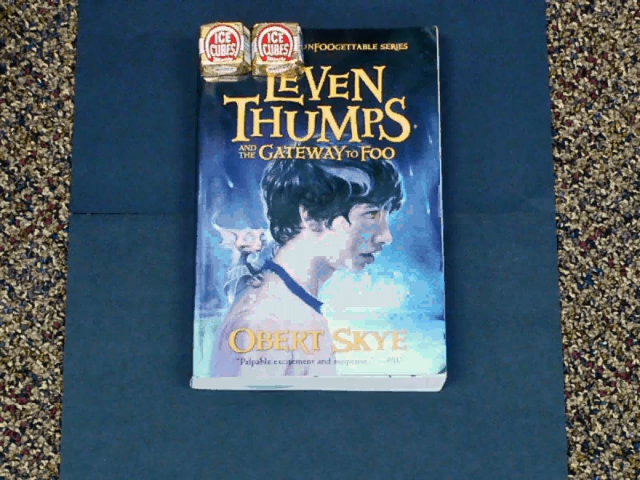 ICE
CUBES
ICE
CUBES
UNFOOGETTABLE SERIES
LEVEN
THUMPS
AND THE GATEWAY TO FOO
OBERT SKYE
"Palpable excitement and suspense."